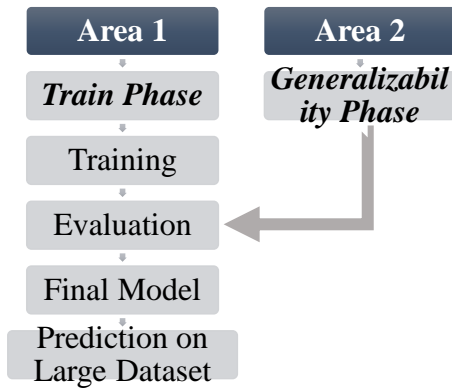 Area 1
Train Phase
Training
Evaluation
Final Model
Prediction on
Large Dataset
Area 2
Generalizabil
ity Phase